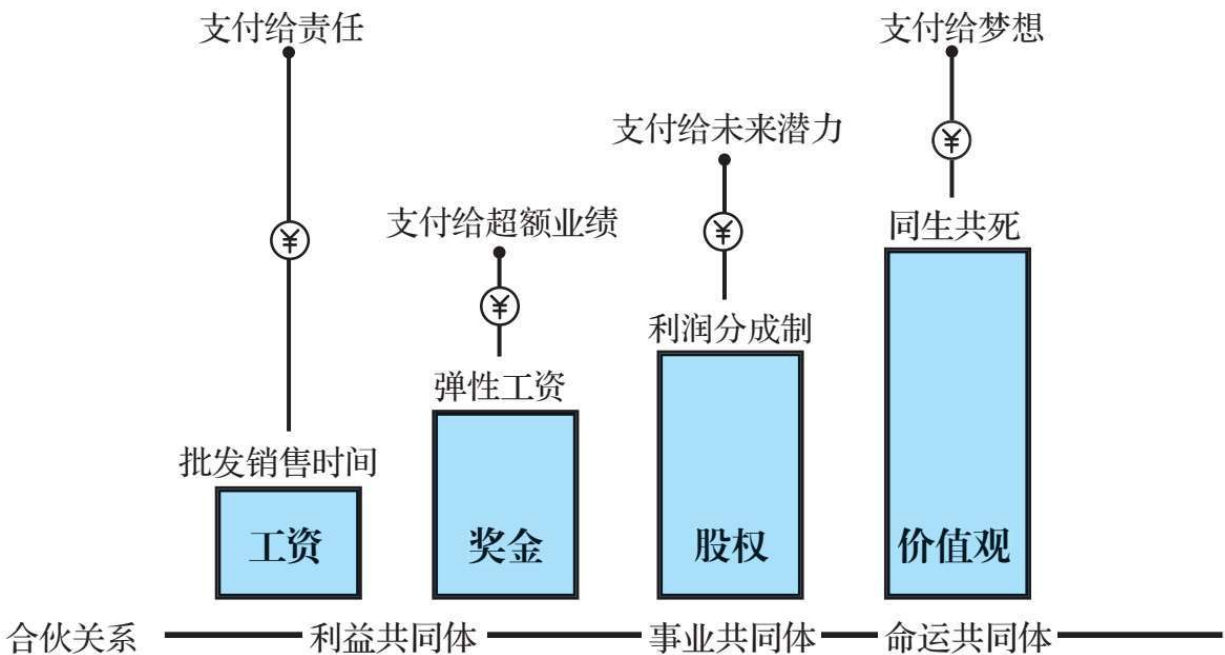 支付给责任
支付给梦想
支付给未来潜力
¥
¥
支付给超额业绩
同生共死
¥
¥
利润分成制
弹性工资
批发销售时间
工资
奖金
股权
价值观
合伙关系
利益共同体
事业共同体
命运共同体